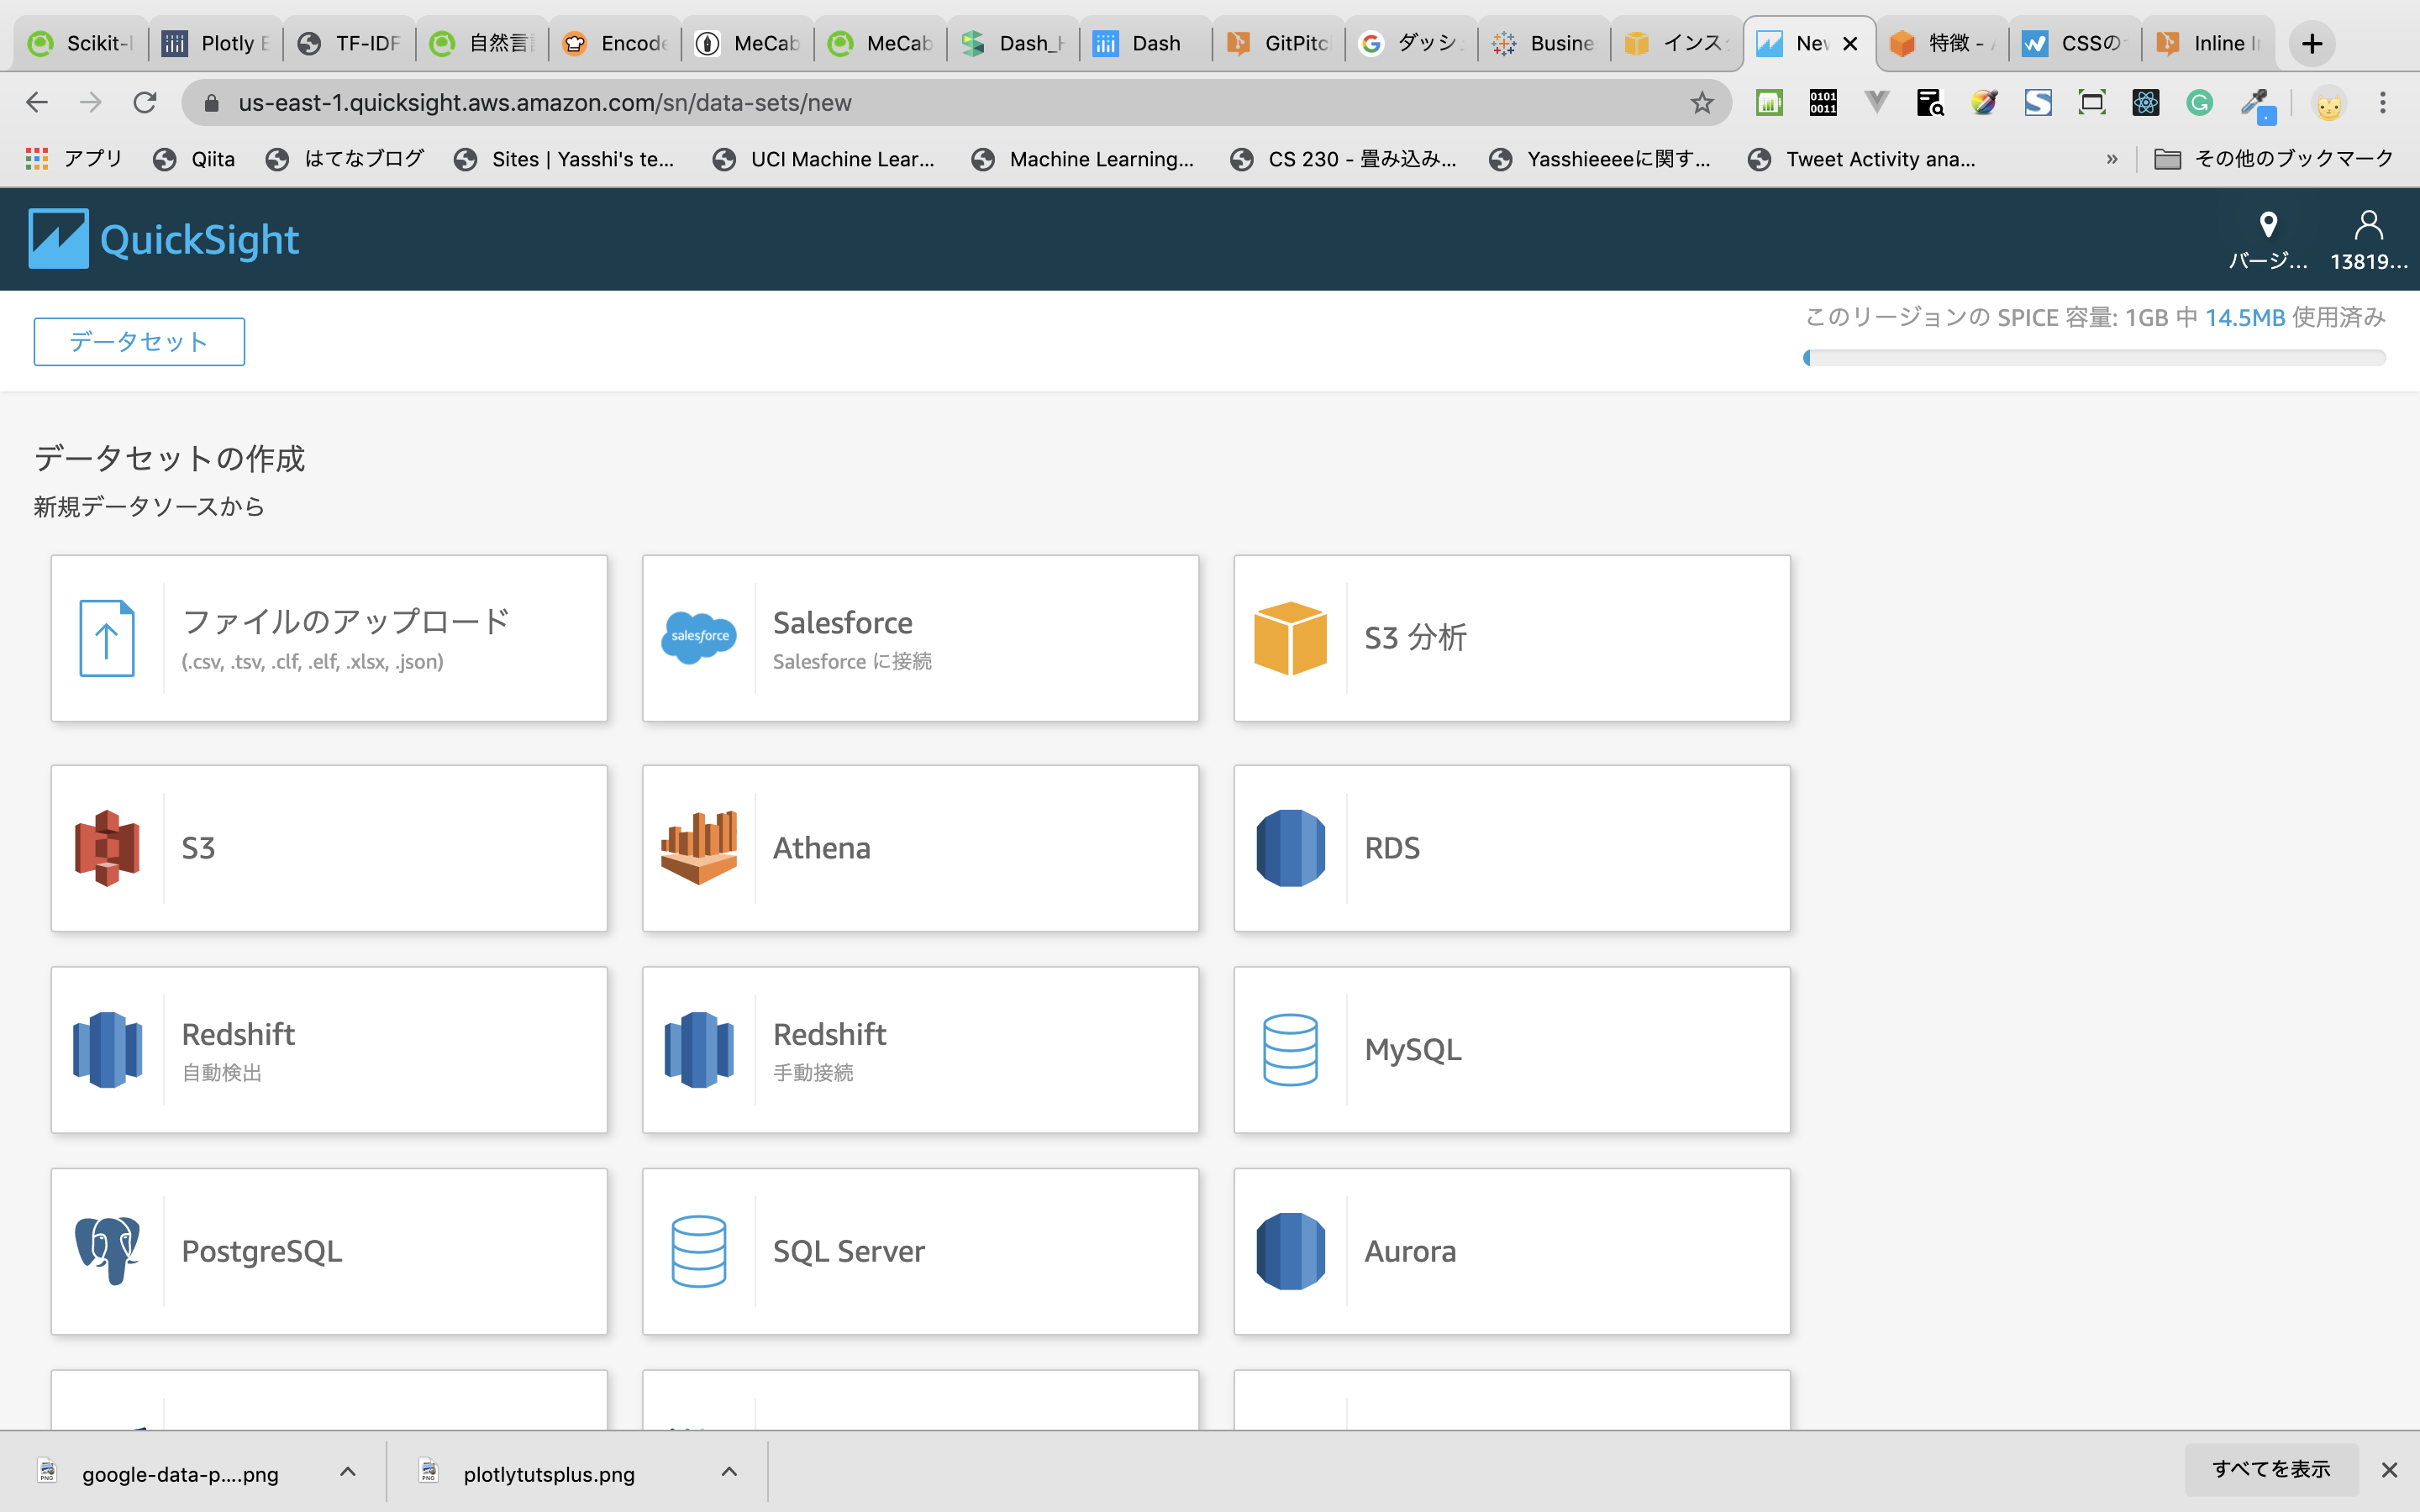 Scikit-l
Plotly E
TF-IDF
自然言
Encode
MeCab
MeCab
Dash_H
Dash
GitPitc
ダッシ
Busine
インス
New
特徴 -
CSSの
Inline I
us-east-1.quicksight.aws.amazon.com/sn/data-sets/new
アプリ
Qiita
はてなブログ
Sites | Yasshi's te...
UCI Machine Lear...
Machine Learning...
CS 230 - 畳み込み...
Yasshieeeeに関す...
Tweet Activity ana...
»
その他のブックマーク
QuickSight
バージ...
13819...
データセット
このリージョンの SPICE 容量: 1GB 中 14.5MB 使用済み
データセットの作成
新規データソースから
ファイルのアップロード
(.csv, .tsv, .clf, .elf, .xlsx, .json)
salesforce
Salesforce
Salesforce に接続
S3 分析
S3
Athena
RDS
Redshift
自動検出
Redshift
手動接続
MySQL
PostgreSQL
SQL Server
Aurora
google-data-p....png
plotlytutsplus.png
すべてを表示